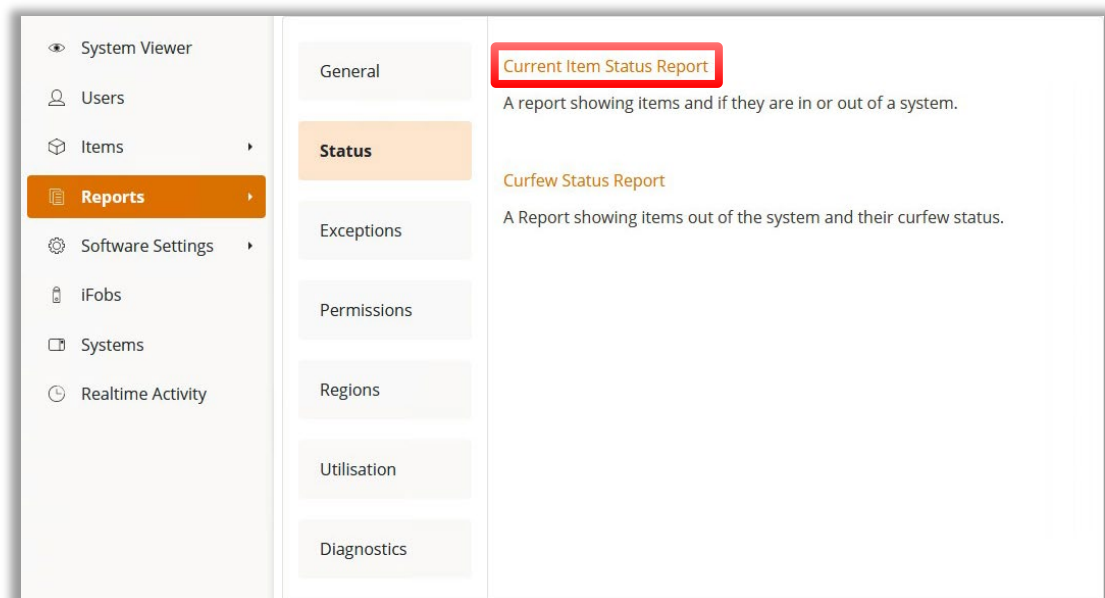 System Viewer
Users
Items
Reports
Software Settings
iFobs
Systems
Realtime Activity
General
Status
Exceptions
Permissions
Regions
Utilisation
Diagnostics
Current Item Status Report
A report showing items and if they are in or out of a system.
Curfew Status Report
A Report showing items out of the system and their curfew status.